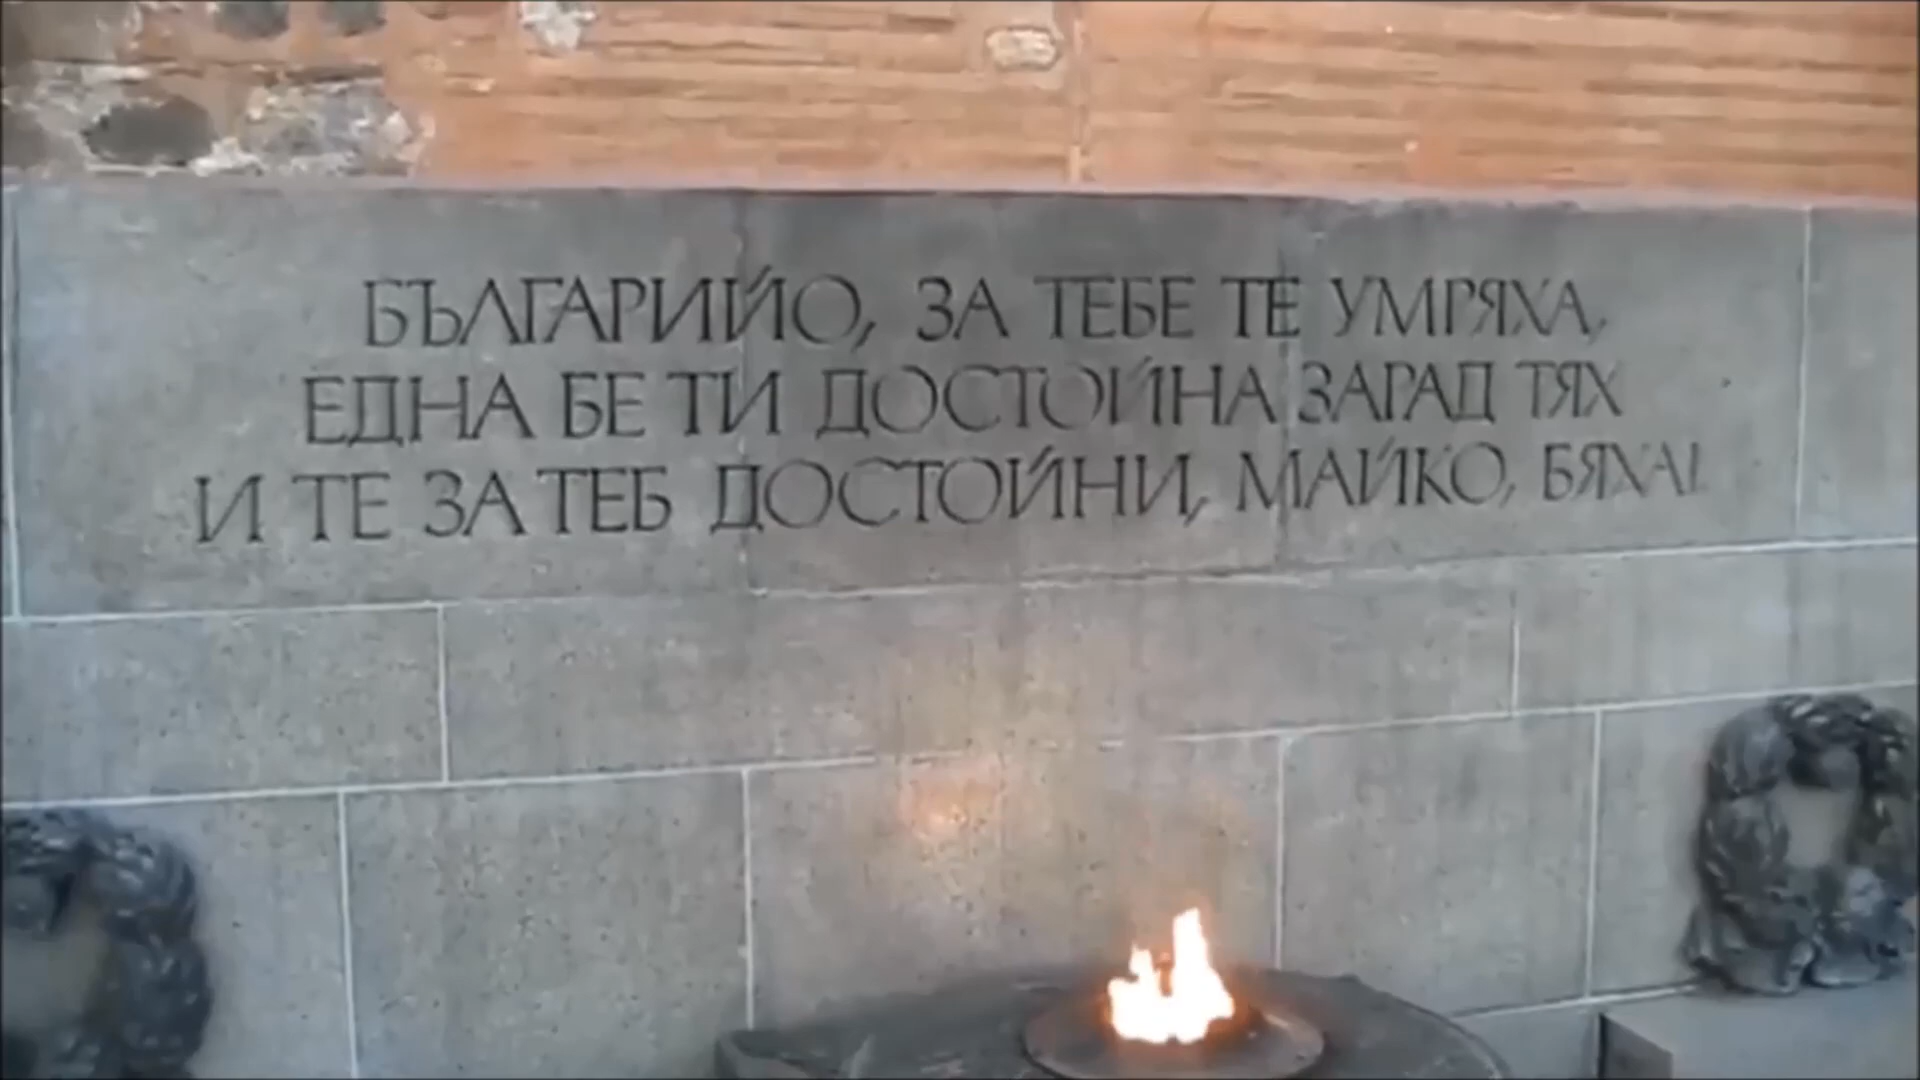 БЪЛГАРИЙО, ЗА ТЕБЕ ТЕ УМРЯХА,
ЕДНА БЕ ТИ ДОСТОЙНА ЗАРАД ТЯХ
И ТЕ ЗА ТЕБ ДОСТОЙНИ, МАЙКО, БЯХА!